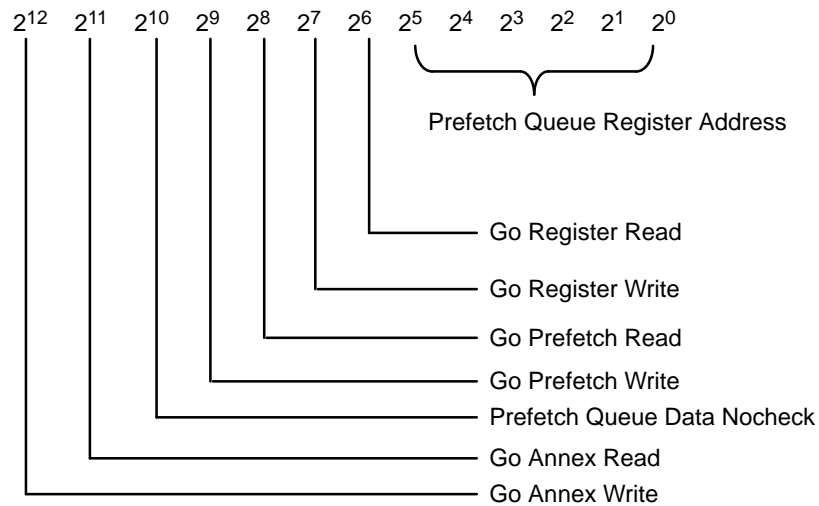 2¹² 2¹¹ 2¹⁰ 2⁹ 2⁸ 2⁷ 2⁶ 2⁵ 2⁴ 2³ 2² 2¹ 2⁰
Prefetch Queue Register Address
Go Register Read
Go Register Write
Go Prefetch Read
Go Prefetch Write
Prefetch Queue Data Nocheck
Go Annex Read
Go Annex Write